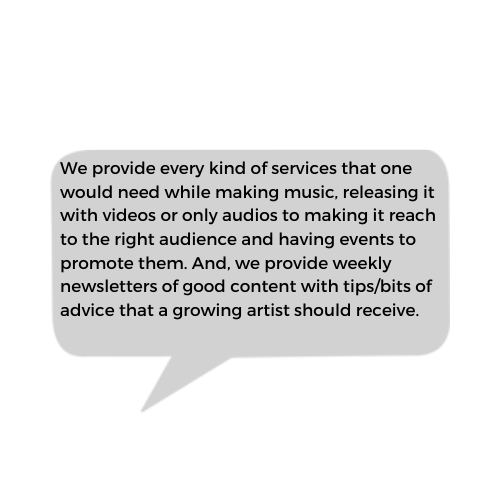 We provide every kind of services that one
would need while making music, releasing it
with videos or only audios to making it reach
to the right audience and having events to
promote them. And, we provide weekly
newsletters of good content with tips/bits of
advice that a growing artist should receive.